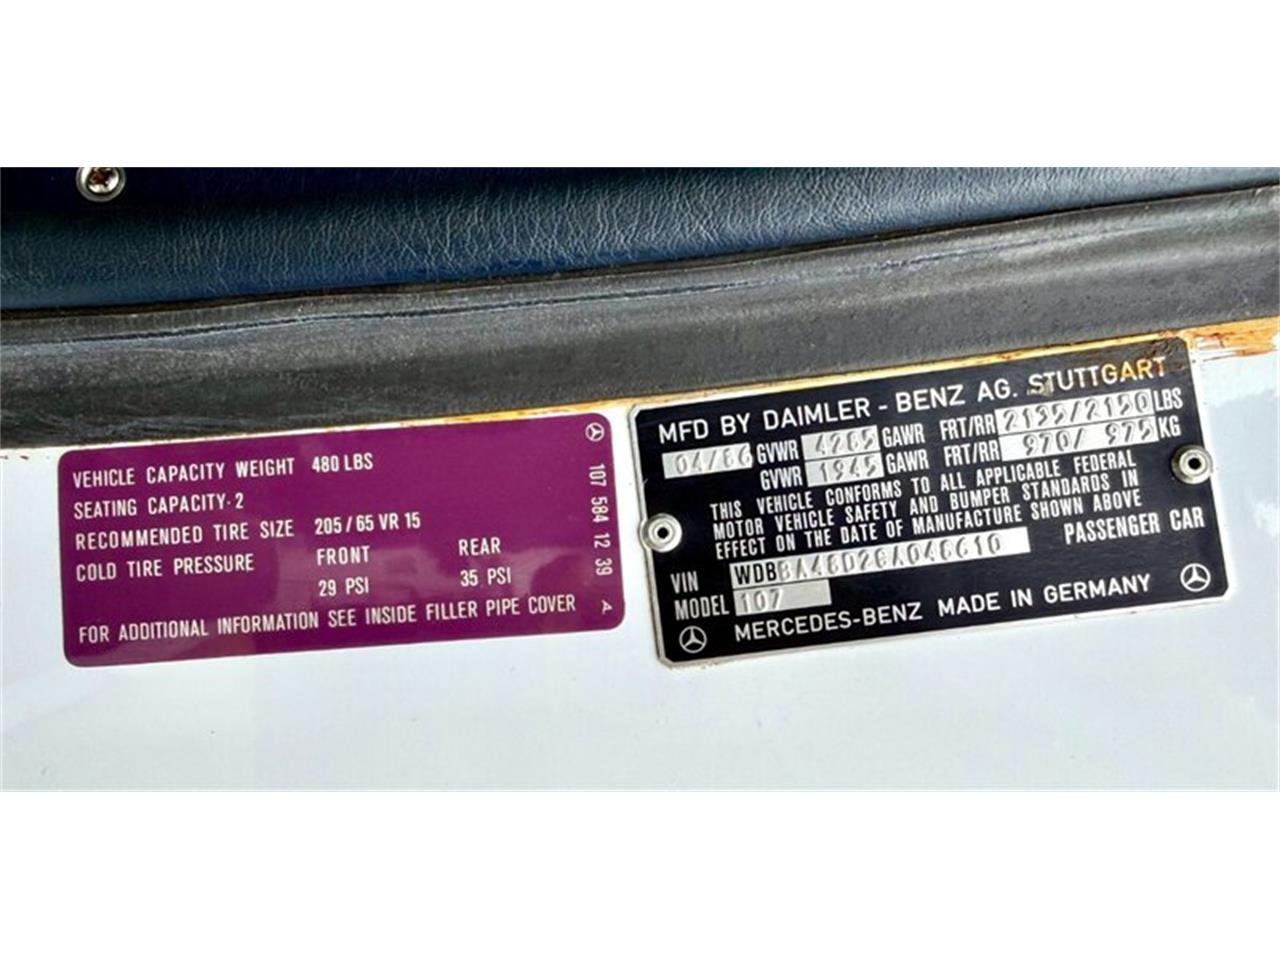 VEHICLE CAPACITY WEIGHT 480 LBS
SEATING CAPACITY·2
RECOMMENDED TIRE SIZE 205/65 VR 15
COLD TIRE PRESSURE FRONT REAR
29 PSI 35 PSI
FOR ADDITIONAL INFORMATION SEE INSIDE FILLER PIPE COVER
107 584 12 39 A
MFD BY DAIMLER-BENZ AG. STUTTGART
04/86 GVWR 4285 GAWR FRT/RR 2135/2150 LBS
GVWR 1945 GAWR FRT/RR 970/ 975 KG
THIS VEHICLE CONFORMS TO ALL APPLICABLE FEDERAL
MOTOR VEHICLE SAFETY AND BUMPER STANDARDS IN
EFFECT ON THE DATE OF MANUFACTURE SHOWN ABOVE
VIN WDBBA48D2GA048610 PASSENGER CAR
MODEL 107
MERCEDES-BENZ MADE IN GERMANY